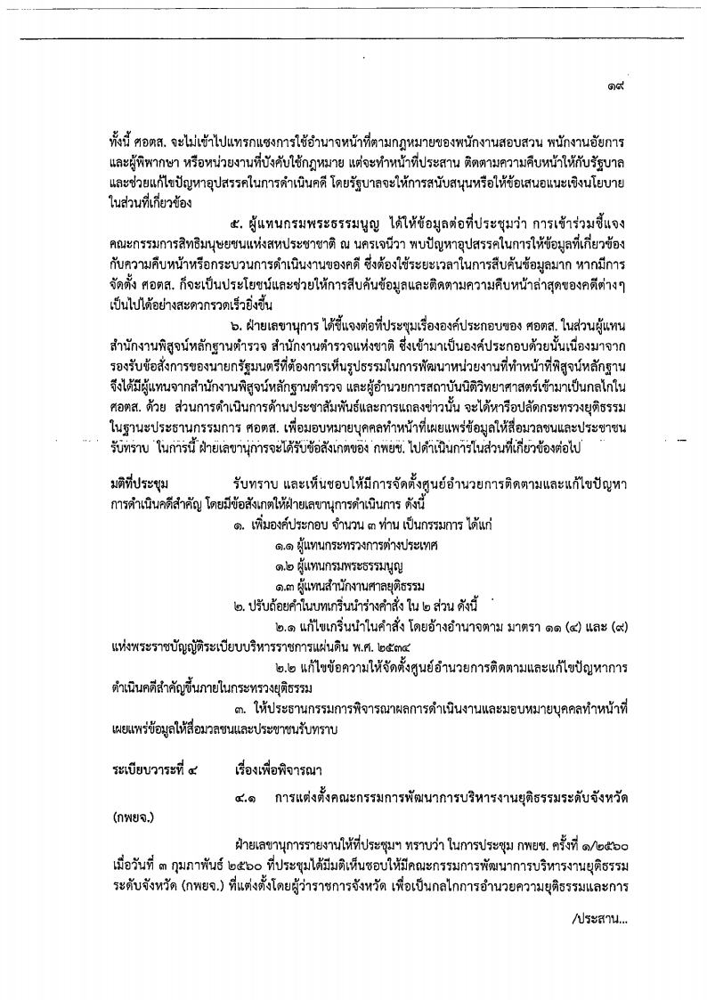 ๑๙
ทั้งนี้ ศอตส. จะไม่เข้าไปแทรกแซงการใช้อำนาจหน้าที่ตามกฎหมายของพนักงานสอบสวน พนักงานอัยการ
และผู้พิพากษา หรือหน่วยงานที่บังคับใช้กฎหมาย แต่จะทำหน้าที่ประสาน ติดตามความคืบหน้าให้กับรัฐบาล
และช่วยแก้ไขปัญหาอุปสรรคในการดำเนินคดี โดยรัฐบาลจะให้การสนับสนุนหรือให้ข้อเสนอแนะเชิงนโยบาย
ในส่วนที่เกี่ยวข้อง
๕. ผู้แทนกรมพระธรรมนูญ ได้ให้ข้อมูลต่อที่ประชุมว่า การเข้าร่วมชี้แจง
คณะกรรมการสิทธิมนุษยชนแห่งสหประชาชาติ ณ นครเจนีวา พบปัญหาอุปสรรคในการให้ข้อมูลที่เกี่ยวข้อง
กับความคืบหน้าหรือกระบวนการดำเนินงานของคดี ซึ่งต้องใช้ระยะเวลาในการสืบค้นข้อมูลมาก หากมีการ
จัดตั้ง ศอตส. ก็จะเป็นประโยชน์และช่วยให้การสืบค้นข้อมูลและติดตามความคืบหน้าล่าสุดของคดีต่างๆ
เป็นไปได้อย่างสะดวกรวดเร็วยิ่งขึ้น
๖. ฝ่ายเลขานุการ ได้ชี้แจงต่อที่ประชุมเรื่ององค์ประกอบของ ศอตส. ในส่วนผู้แทน
สำนักงานพิสูจน์หลักฐานตำรวจ สำนักงานตำรวจแห่งชาติ ซึ่งเข้ามาเป็นองค์ประกอบด้วยนั้นเนื่องมาจาก
รองรับข้อสั่งการของนายกรัฐมนตรีที่ต้องการเห็นรูปธรรมในการพัฒนาหน่วยงานที่ทำหน้าที่พิสูจน์หลักฐาน
จึงได้มีผู้แทนจากสำนักงานพิสูจน์หลักฐานตำรวจ และผู้อำนวยการสถาบันนิติวิทยาศาสตร์เข้ามาเป็นกลไกใน
ศอตส. ด้วย ส่วนการดำเนินการด้านประชาสัมพันธ์และการแถลงข่าวนั้น จะได้หารือปลัดกระทรวงยุติธรรม
ในฐานะประธานกรรมการ ศอตส. เพื่อมอบหมายบุคคลทำหน้าที่เผยแพร่ข้อมูลให้สื่อมวลชนและประชาชน
รับทราบ ในการนี้ ฝ่ายเลขานุการจะได้รับข้อสังเกตของ กพยช. ไปดำเนินการในส่วนที่เกี่ยวข้องต่อไป
มติที่ประชุม รับทราบ และเห็นชอบให้มีการจัดตั้งศูนย์อำนวยการติดตามและแก้ไขปัญหา
การดำเนินคดีสำคัญ โดยมีข้อสังเกตให้ฝ่ายเลขานุการดำเนินการ ดังนี้
๑. เพิ่มองค์ประกอบ จำนวน ๓ ท่าน เป็นกรรมการ ได้แก่
๑.๑ ผู้แทนกระทรวงการต่างประเทศ
๑.๒ ผู้แทนกรมพระธรรมนูญ
๑.๓ ผู้แทนสำนักงานศาลยุติธรรม
๒. ปรับถ้อยคำในบทเกริ่นนำร่างคำสั่ง ใน ๒ ส่วน ดังนี้
๒.๑ แก้ไขเกริ่นนำในคำสั่ง โดยอ้างอำนาจตาม มาตรา ๑๑ (๔) และ (๙)
แห่งพระราชบัญญัติระเบียบบริหารราชการแผ่นดิน พ.ศ. ๒๕๓๔
๒.๒ แก้ไขข้อความให้จัดตั้งศูนย์อำนวยการติดตามและแก้ไขปัญหาการ
ดำเนินคดีสำคัญขึ้นภายในกระทรวงยุติธรรม
๓. ให้ประธานกรรมการพิจารณาผลการดำเนินงานและมอบหมายบุคคลทำหน้าที่
เผยแพร่ข้อมูลให้สื่อมวลชนและประชาชนรับทราบ
ระเบียบวาระที่ ๔ เรื่องเพื่อพิจารณา
๔.๑ การแต่งตั้งคณะกรรมการพัฒนาการบริหารงานยุติธรรมระดับจังหวัด
(กพยจ.)
ฝ่ายเลขานุการรายงานให้ที่ประชุมฯ ทราบว่า ในการประชุม กพยช. ครั้งที่ ๑/๒๕๖๐
เมื่อวันที่ ๓ กุมภาพันธ์ ๒๕๖๐ ที่ประชุมได้มีมติเห็นชอบให้มีคณะกรรมการพัฒนาการบริหารงานยุติธรรม
ระดับจังหวัด (กพยจ.) ที่แต่งตั้งโดยผู้ว่าราชการจังหวัด เพื่อเป็นกลไกการอำนวยความยุติธรรมและการ
/ประสาน...